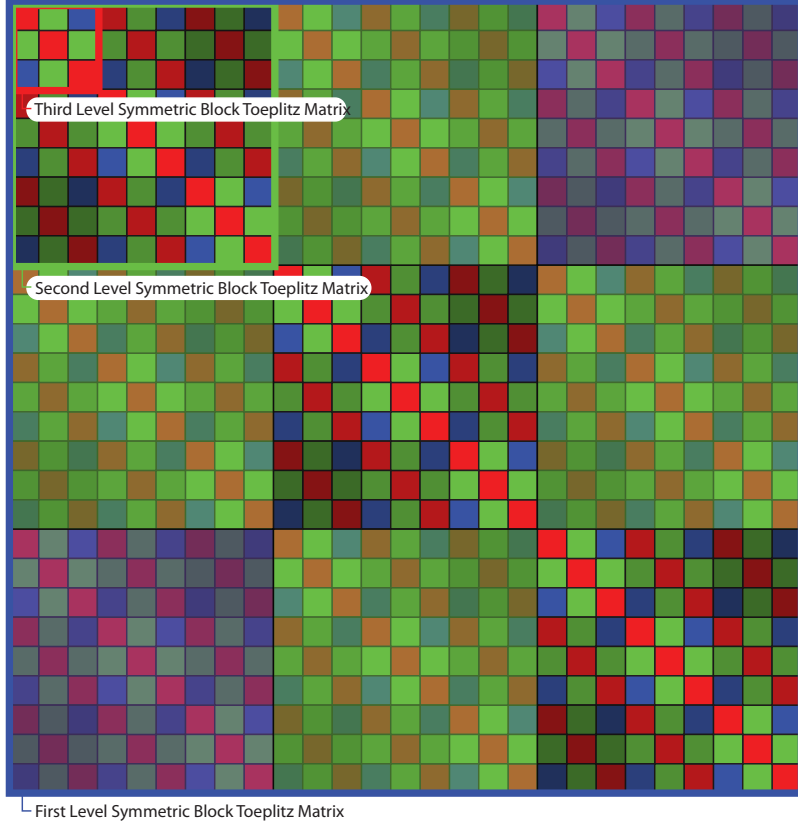 Third Level Symmetric Block Toeplitz Matrix
Second Level Symmetric Block Toeplitz Matrix
First Level Symmetric Block Toeplitz Matrix